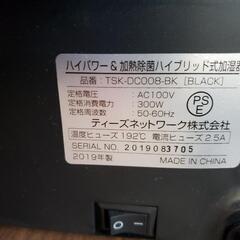 ハイパワー&加熱除菌ハイブリッド式加湿器
品番：TSK-DC008-BK [BLACK]
定格電圧：AC100V
定格消費電力：300W
定格周波数：50-60Hz
PSE
ティーズネットワーク株式会社
温度ヒューズ 192℃ 電流ヒューズ 2.5A
SERIAL NO. 2019083705
2019年製 MADE IN CHINA